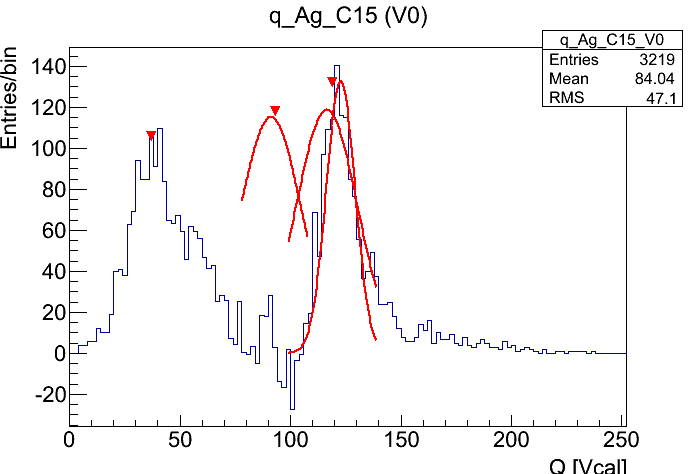 q_Ag_C15 (V0)
q_Ag_C15_V0
Entries 3219
Mean 84.04
RMS 47.1
Entries/bin
140
120
100
80
60
40
20
0
-20
0 50 100 150 200 250
Q [Vcal]